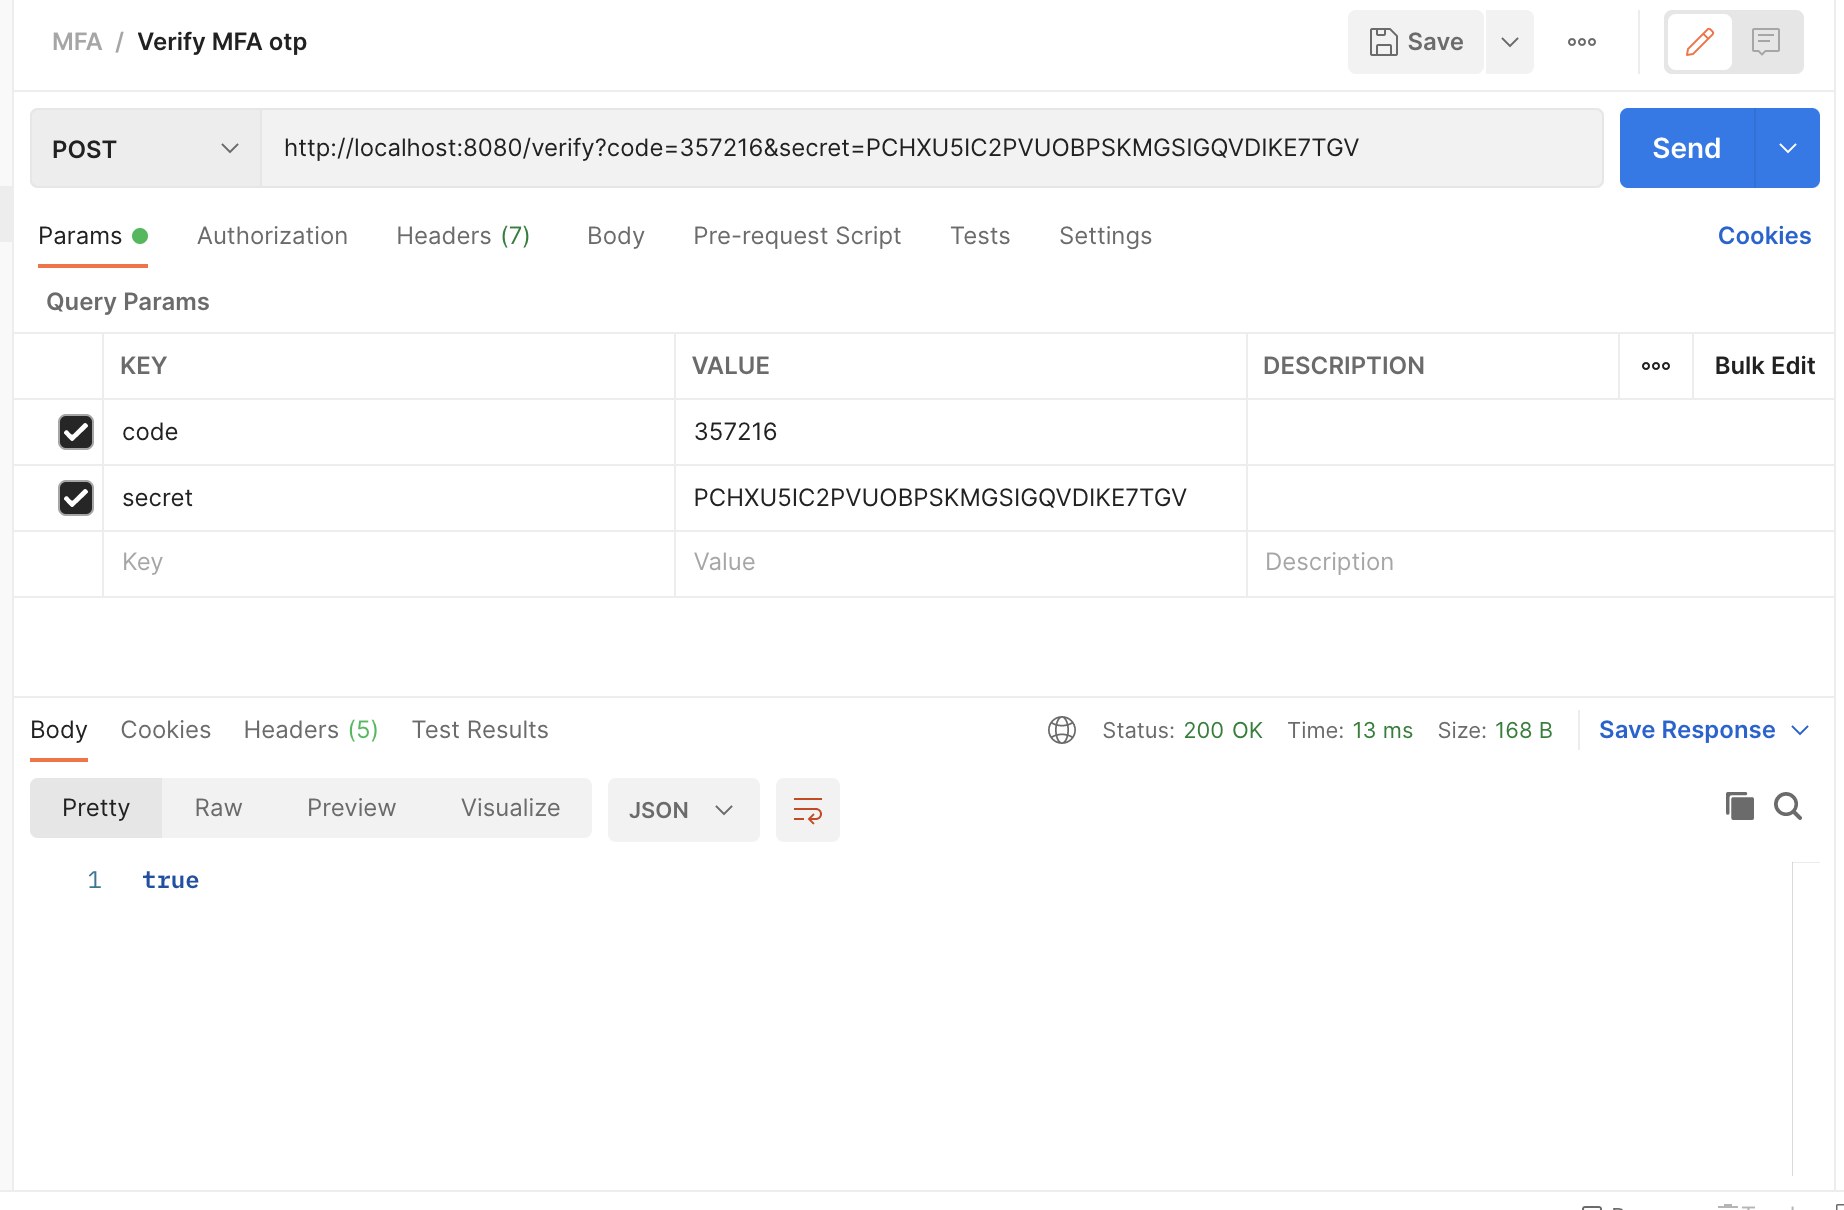 MFA / Verify MFA otp
Save
POST
http://localhost:8080/verify?code=357216&secret=PCHXU5IC2PVUOBPSKMGSIGQVDIKE7TGV
Send
Params Authorization Headers (7) Body Pre-request Script Tests Settings Cookies
Query Params
KEY VALUE DESCRIPTION Bulk Edit
code 357216
secret PCHXU5IC2PVUOBPSKMGSIGQVDIKE7TGV
Key Value Description
Body Cookies Headers (5) Test Results Status: 200 OK Time: 13 ms Size: 168 B Save Response
Pretty Raw Preview Visualize JSON
1 true